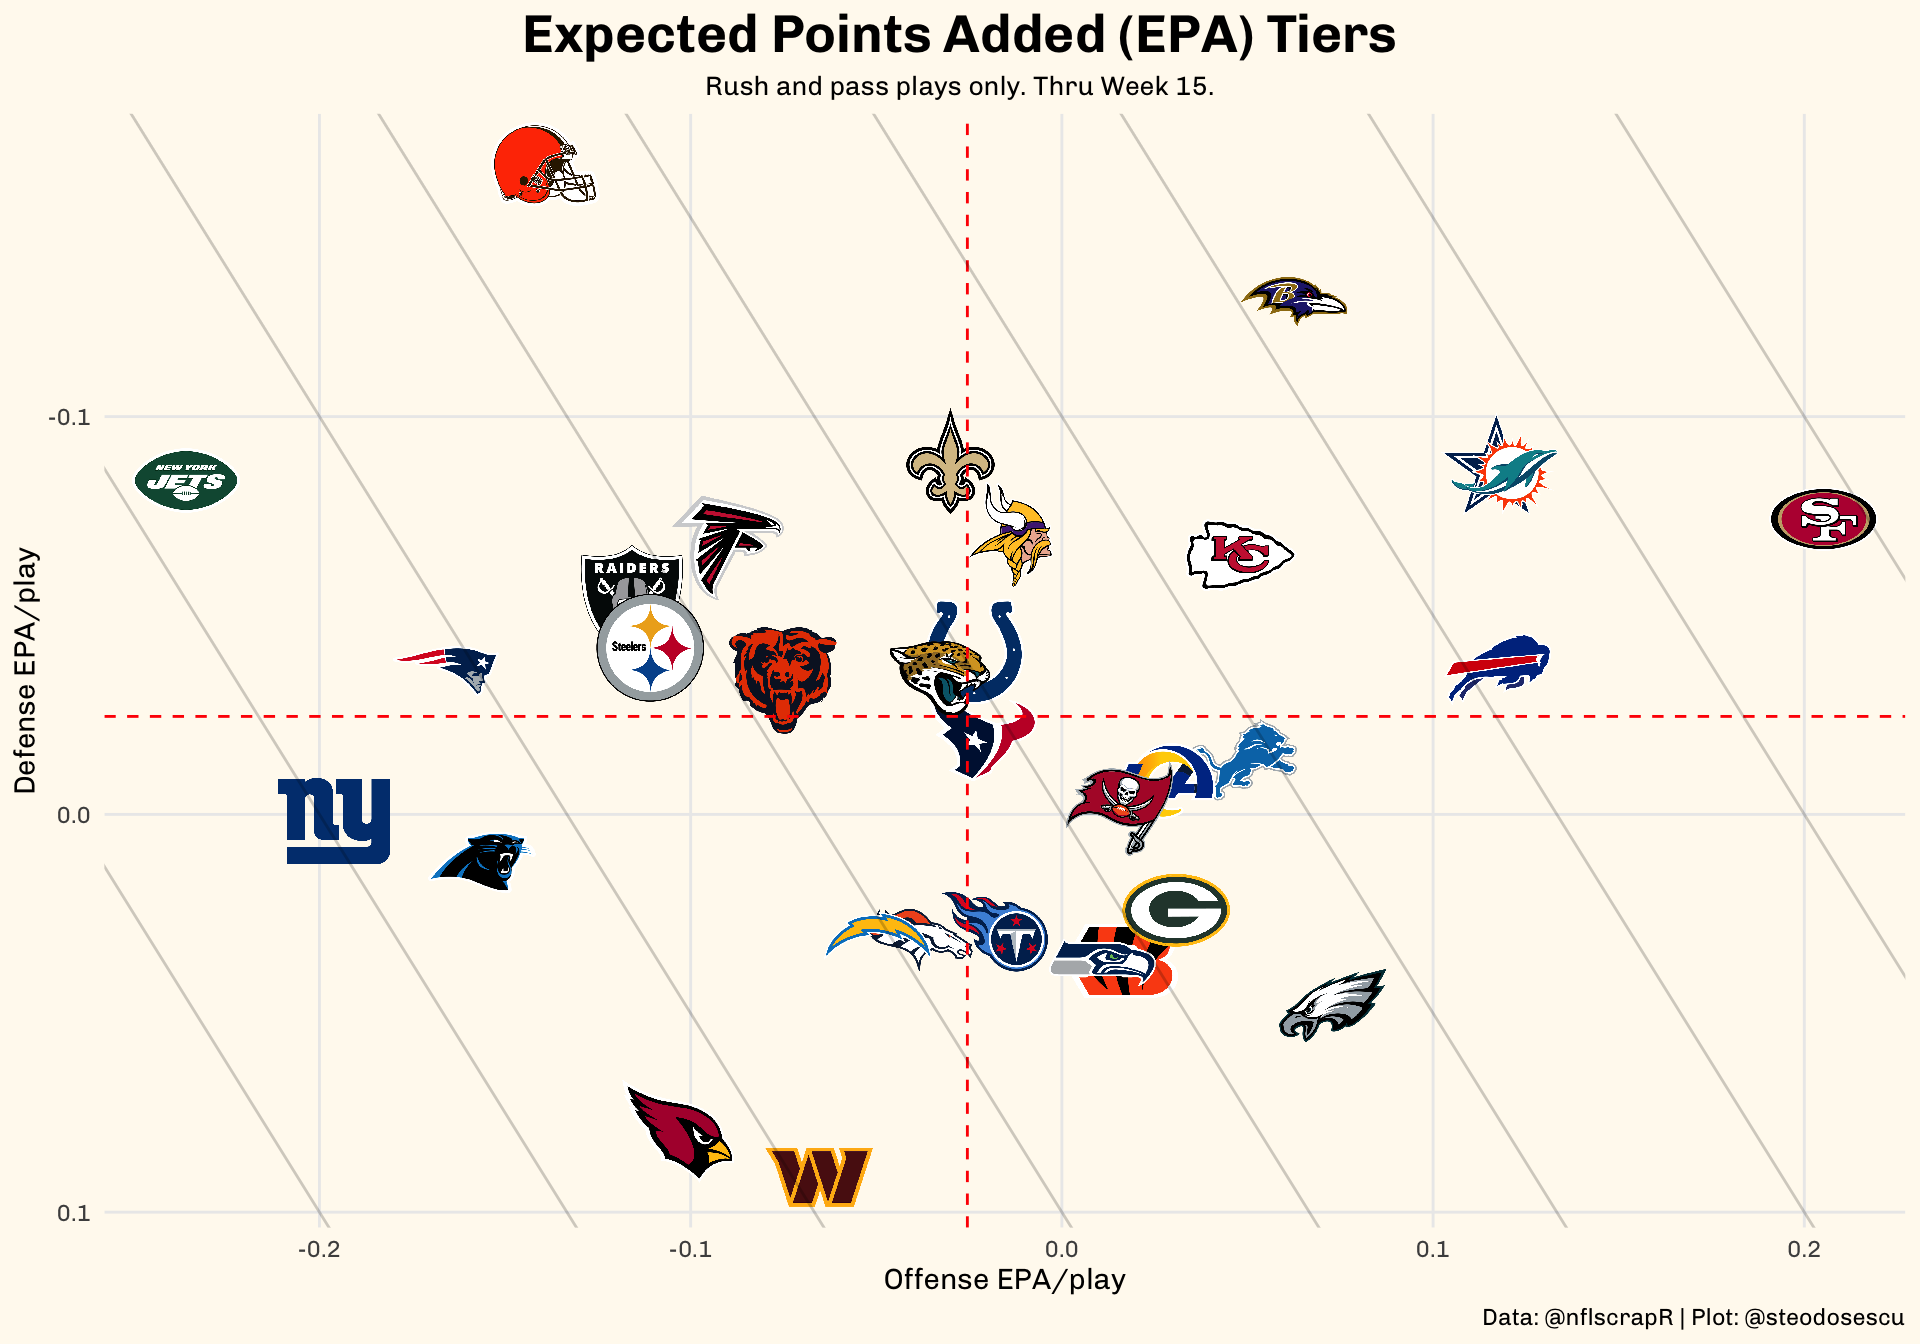 Expected Points Added (EPA) Tiers
Rush and pass plays only. Thru Week 15.
Defense EPA/play
-0.1
0.0
0.1
B
NEW YORK
JETS
RAIDERS
Steelers
KC
SF
ny
T
G
W
-0.2
-0.1
0.0
0.1
0.2
Offense EPA/play
Data: @nflscrapR | Plot: @steodosescu